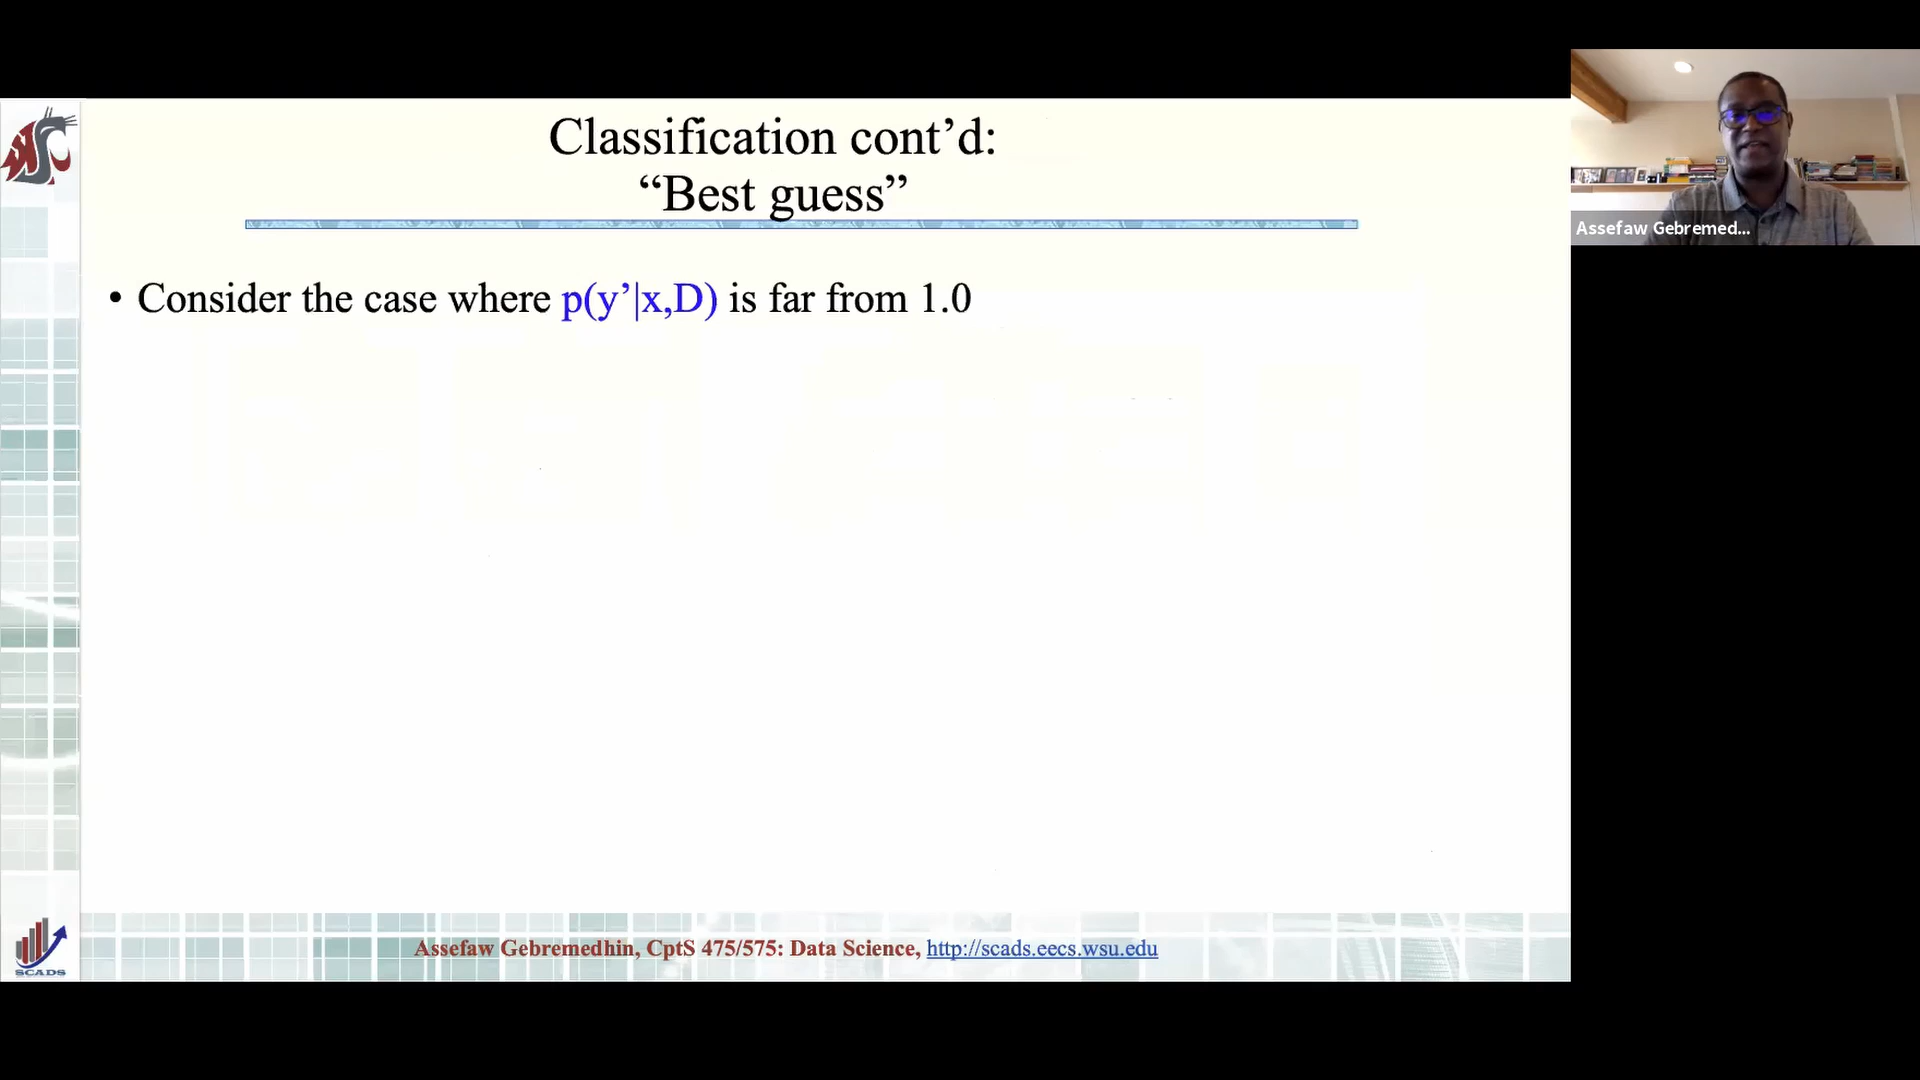 Classification cont’d:
“Best guess”
• Consider the case where p(y’|x,D) is far from 1.0
Assefaw Gebremed...
SCADS
Assefaw Gebremedhin, CptS 475/575: Data Science, http://scads.eecs.wsu.edu